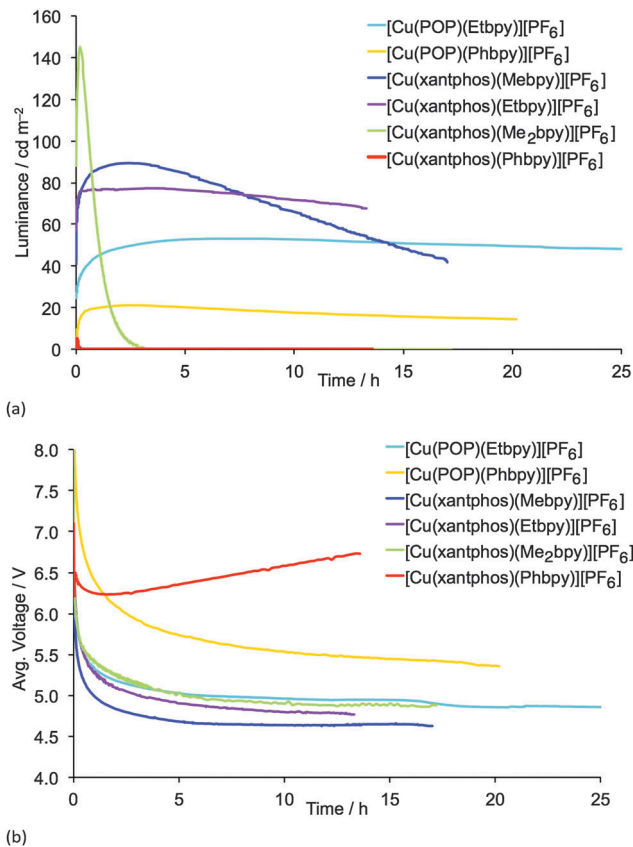 160
140
120
100
80
60
40
20
0
Luminance / cd m⁻²
[Cu(POP)(Etbpy)][PF₆]
[Cu(POP)(Phbpy)][PF₆]
[Cu(xantphos)(Mebpy)][PF₆]
[Cu(xantphos)(Etbpy)][PF₆]
[Cu(xantphos)(Me₂bpy)][PF₆]
[Cu(xantphos)(Phbpy)][PF₆]
0 5 10 15 20 25
Time / h
(a)
8.0
7.5
7.0
6.5
6.0
5.5
5.0
4.5
4.0
Avg. Voltage / V
[Cu(POP)(Etbpy)][PF₆]
[Cu(POP)(Phbpy)][PF₆]
[Cu(xantphos)(Mebpy)][PF₆]
[Cu(xantphos)(Etbpy)][PF₆]
[Cu(xantphos)(Me₂bpy)][PF₆]
[Cu(xantphos)(Phbpy)][PF₆]
0 5 10 15 20 25
Time / h
(b)